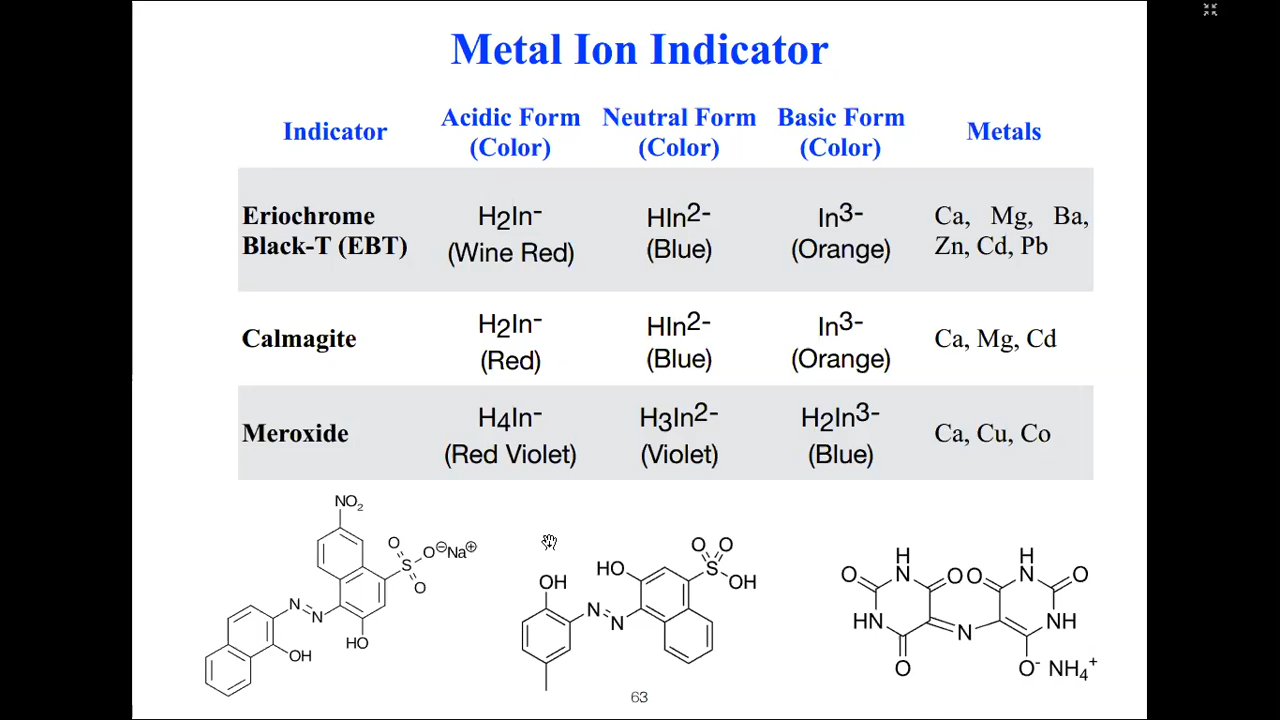 Metal Ion Indicator
Indicator
Acidic Form
(Color)
Neutral Form
(Color)
Basic Form
(Color)
Metals
Eriochrome
Black-T (EBT)
H2In-
(Wine Red)
HIn2-
(Blue)
In3-
(Orange)
Ca, Mg, Ba,
Zn, Cd, Pb
Calmagite
H2In-
(Red)
HIn2-
(Blue)
In3-
(Orange)
Ca, Mg, Cd
Meroxide
H4In-
(Red Violet)
H3In2-
(Violet)
H2In3-
(Blue)
Ca, Cu, Co
NO2
O
S
O⊖Na⊕
O
N
N
HO
OH
O O
S
OH
HO
OH
N
N
H
N
O
O
HN
O
N
H
N
O
O
NH
O- NH4+
63